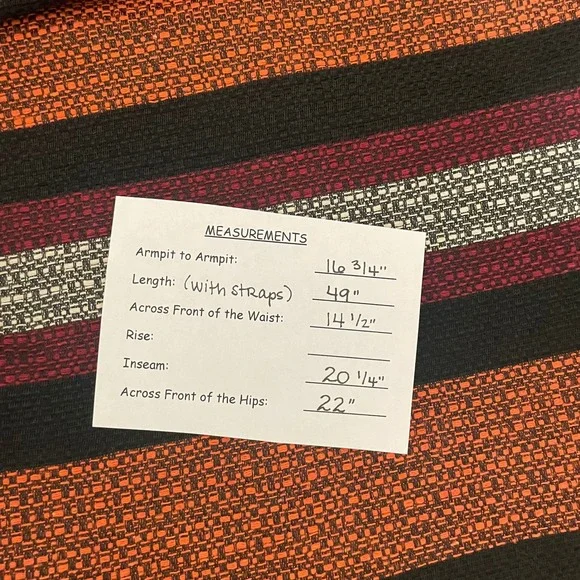 MEASUREMENTS
Armpit to Armpit: 16 3/4"
Length: (with straps) 49"
Across Front of the Waist: 14 1/2"
Rise:
Inseam: 20 1/4"
Across Front of the Hips: 22"